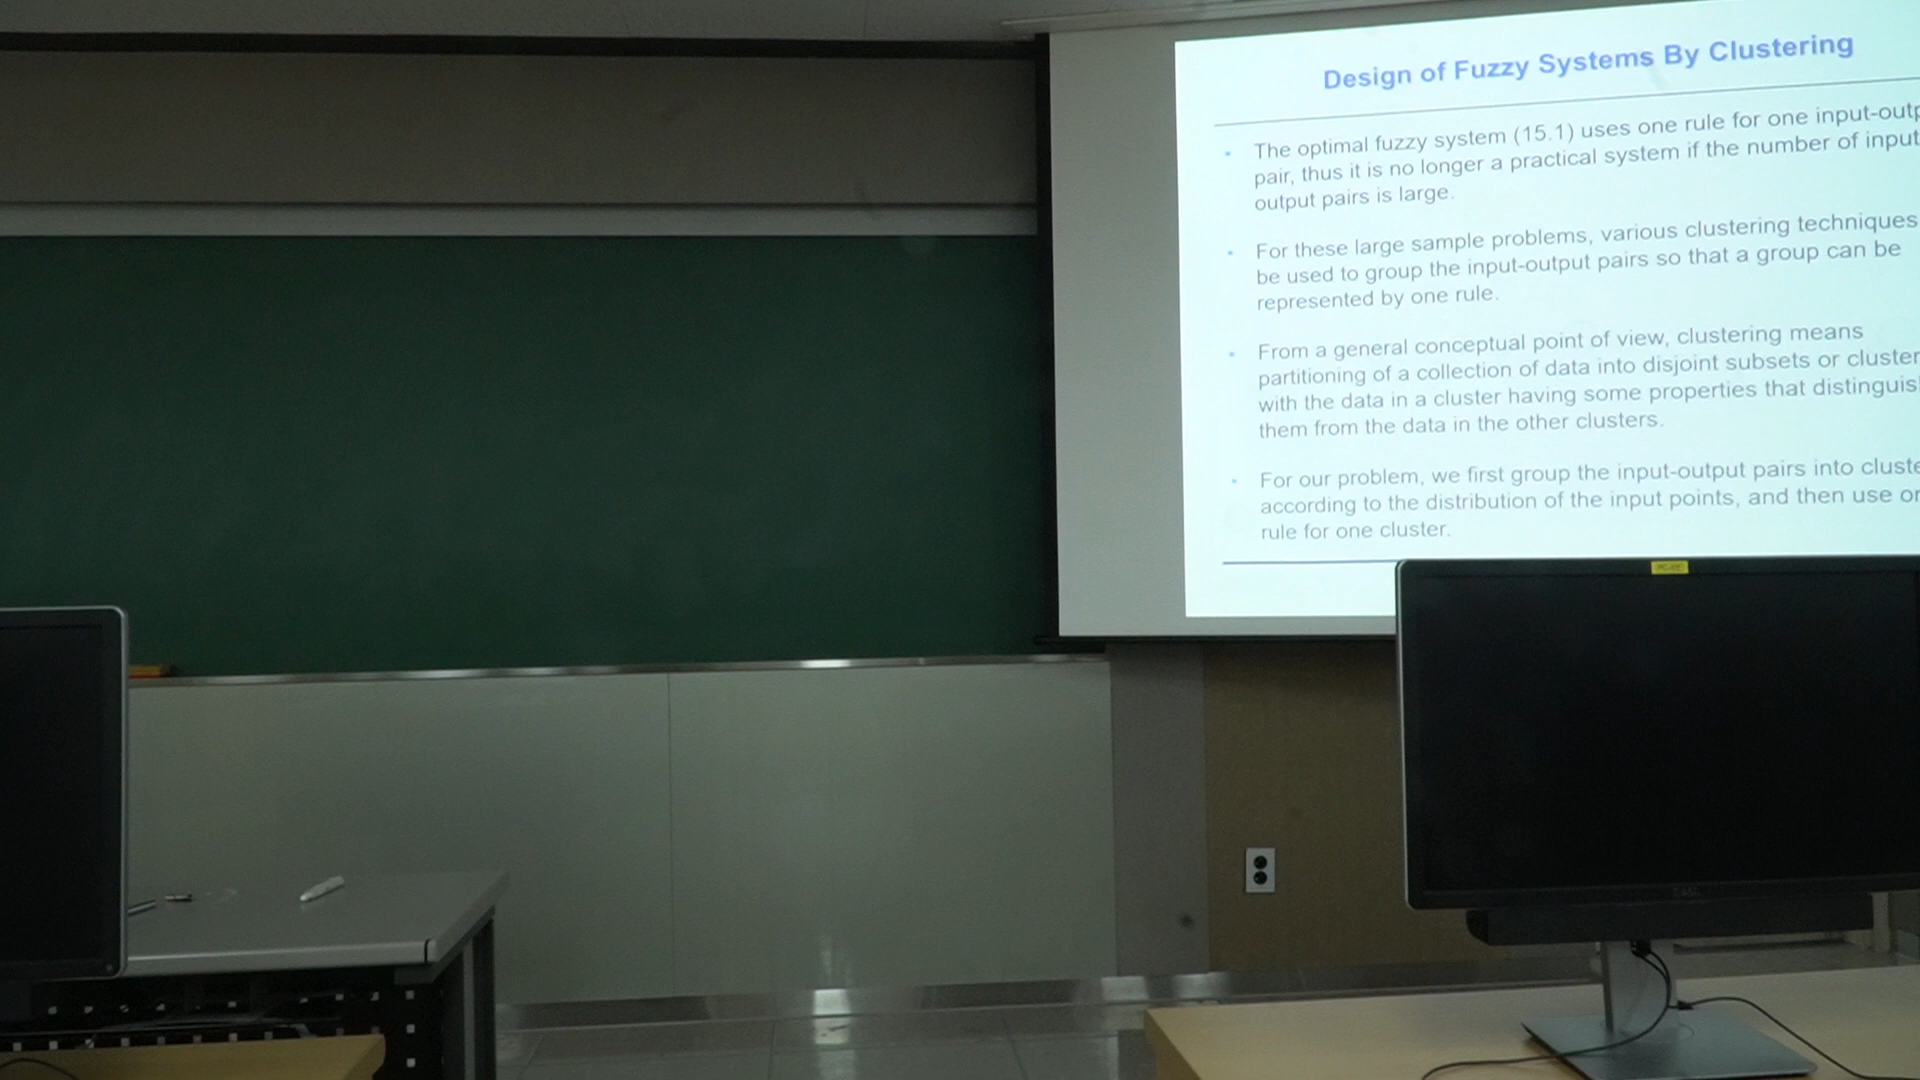 Design of Fuzzy Systems By Clustering
The optimal fuzzy system (15.1) uses one rule for one input-outp
pair, thus it is no longer a practical system if the number of input
output pairs is large.
For these large sample problems, various clustering techniques
be used to group the input-output pairs so that a group can be
represented by one rule.
From a general conceptual point of view, clustering means
partitioning of a collection of data into disjoint subsets or cluster
with the data in a cluster having some properties that distinguis
them from the data in the other clusters.
For our problem, we first group the input-output pairs into cluste
according to the distribution of the input points, and then use on
rule for one cluster.
DELL